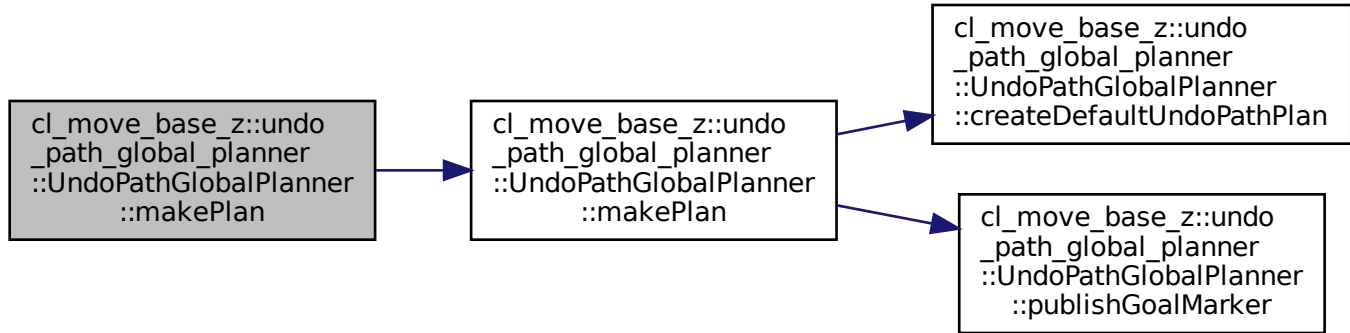 cl_move_base_z::undo
_path_global_planner
::UndoPathGlobalPlanner
::makePlan
cl_move_base_z::undo
_path_global_planner
::UndoPathGlobalPlanner
::makePlan
cl_move_base_z::undo
_path_global_planner
::UndoPathGlobalPlanner
::createDefaultUndoPathPlan
cl_move_base_z::undo
_path_global_planner
::UndoPathGlobalPlanner
::publishGoalMarker